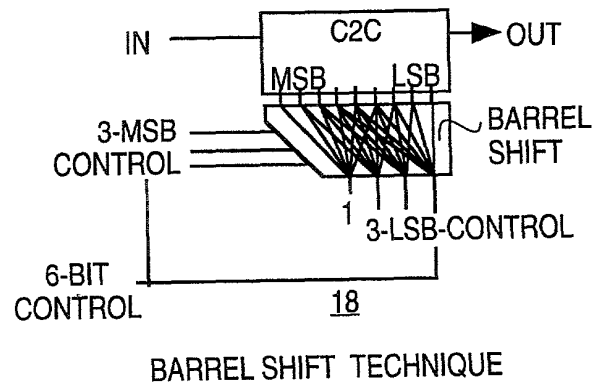 C2C
IN
OUT
MSB
LSB
3-MSB
CONTROL
BARREL
SHIFT
1
3-LSB-CONTROL
6-BIT
CONTROL
18
BARREL SHIFT TECHNIQUE